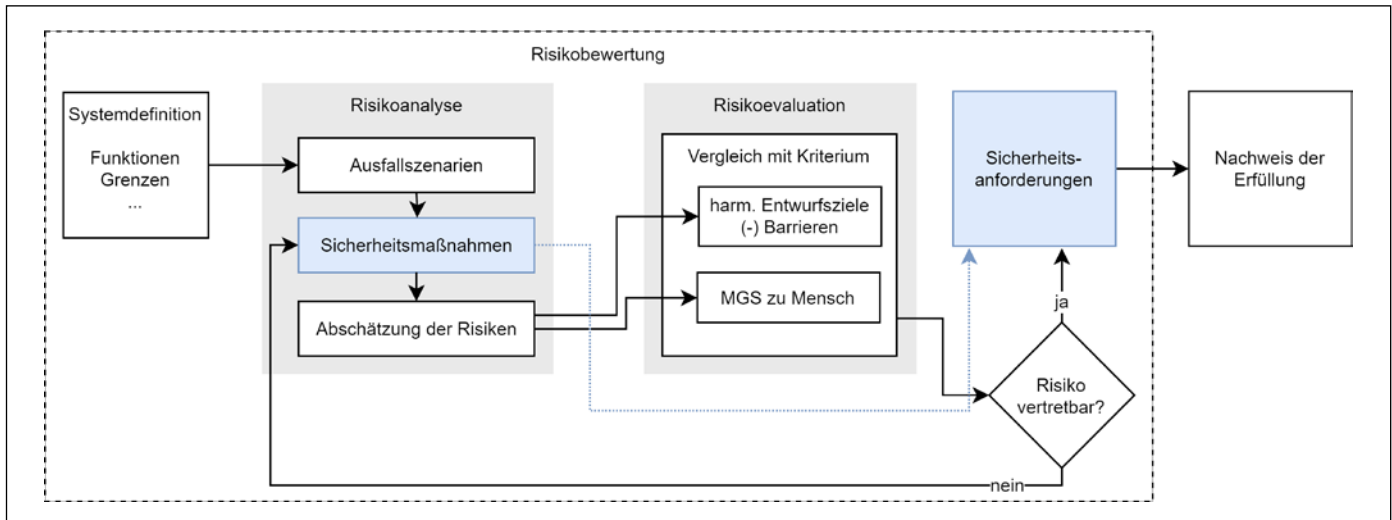 Risikobewertung
Systemdefinition
Funktionen
Grenzen
...
Risikoanalyse
Ausfallszenarien
Sicherheitsmaßnahmen
Abschätzung der Risiken
Risikoevaluation
Vergleich mit Kriterium
harm. Entwurfsziele
(-) Barrieren
MGS zu Mensch
Sicherheits-
anforderungen
Nachweis der
Erfüllung
ja
Risiko
vertretbar?
nein